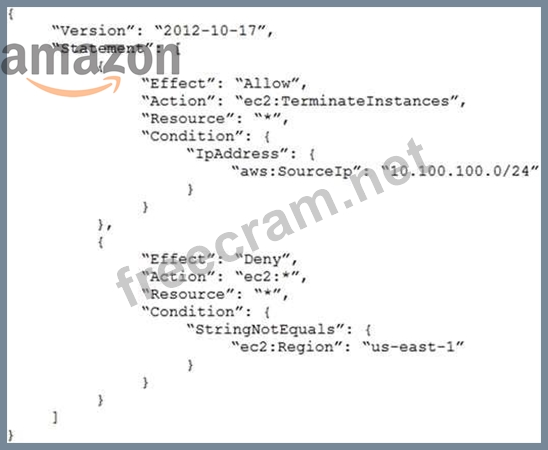 {
“Version”: “2012-10-17”,
“Statement”: [
amazon
{
“Effect”: “Allow”,
“Action”: “ec2:TerminateInstances”,
“Resource”: “*”,
“Condition”: {
“IpAddress”: {
“aws:SourceIp”: “10.100.100.0/24”
}
}
},
{
“Effect”: “Deny”,
“Action”: “ec2:*”,
“Resource”: “*”,
“Condition”: {
“StringNotEquals”: {
“ec2:Region”: “us-east-1”
}
}
}
]
}
freecram.net